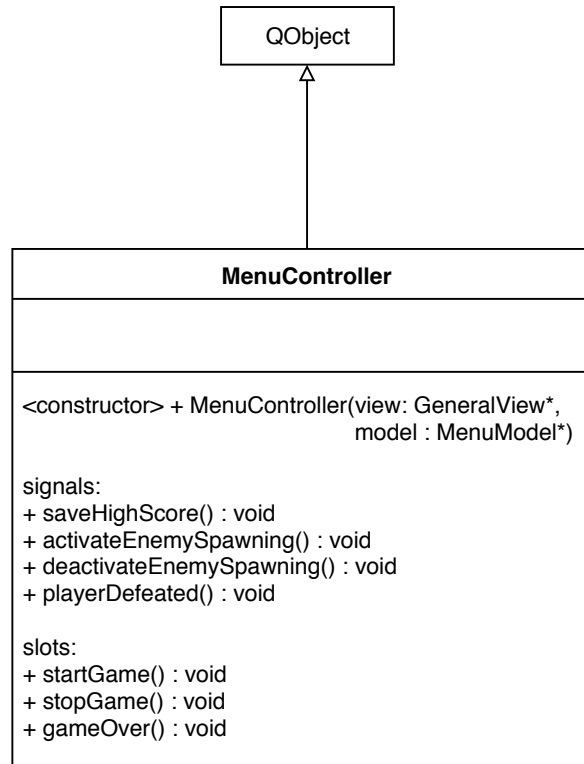 QObject
MenuController
<constructor> + MenuController(view: GeneralView*,
model : MenuModel*)
signals:
+ saveHighScore() : void
+ activateEnemySpawning() : void
+ deactivateEnemySpawning() : void
+ playerDefeated() : void
slots:
+ startGame() : void
+ stopGame() : void
+ gameOver() : void